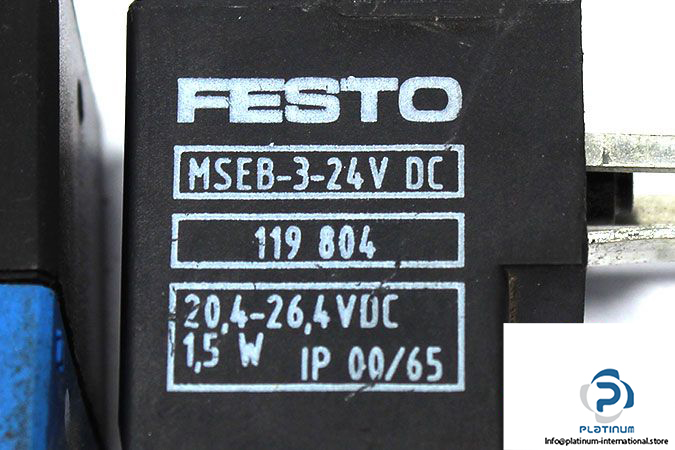 FESTO
MSEB-3-24V DC
119 804
20,4-26,4VDC
1,5 W IP 00/65
PLATINUM
Info@platinum-international.store